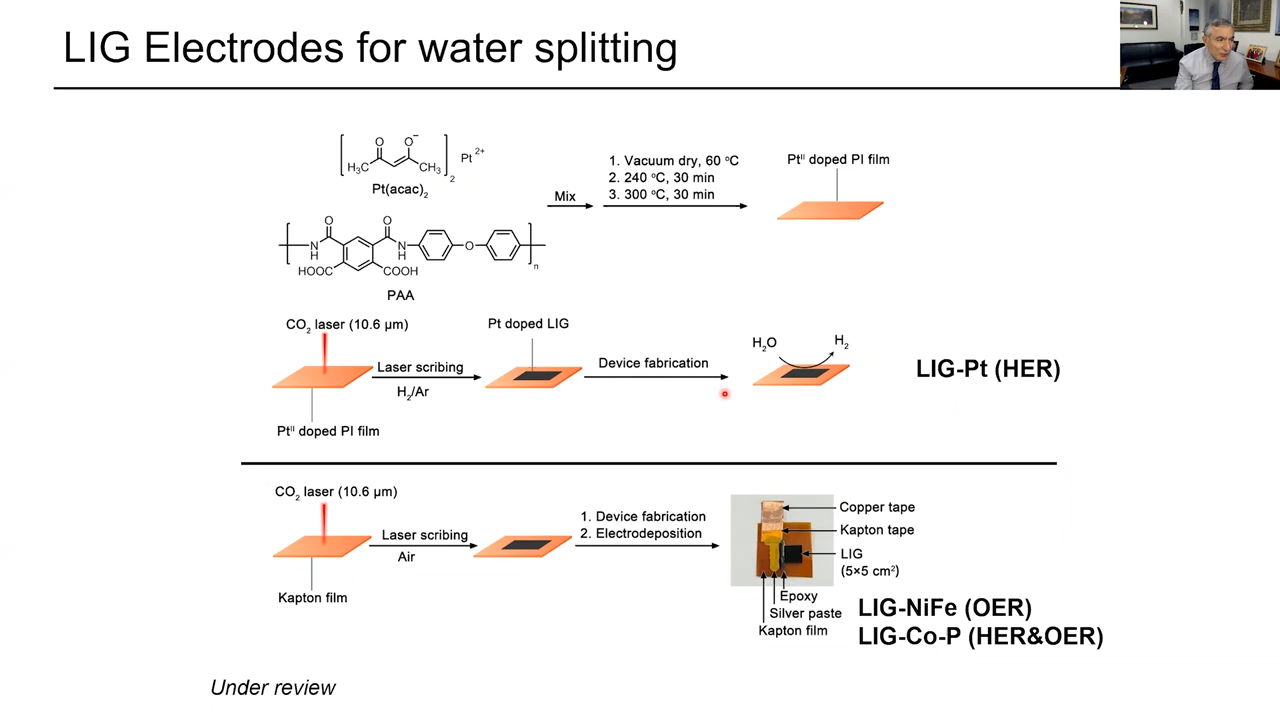 LIG Electrodes for water splitting
O
O⁻
H₃C
CH₃
2
Pt ²⁺
Pt(acac)₂
Mix
1. Vacuum dry, 60 °C
2. 240 °C, 30 min
3. 300 °C, 30 min
Ptᴵᴵ doped PI film
O
O
N
H
N
H
O
HOOC
COOH
n
PAA
CO₂ laser (10.6 µm)
Laser scribing
H₂/Ar
Ptᴵᴵ doped PI film
Pt doped LIG
Device fabrication
H₂O
H₂
LIG-Pt (HER)
CO₂ laser (10.6 µm)
Laser scribing
Air
Kapton film
1. Device fabrication
2. Electrodeposition
Copper tape
Kapton tape
LIG
(5×5 cm²)
Epoxy
Silver paste
Kapton film
LIG-NiFe (OER)
LIG-Co-P (HER&OER)
Under review